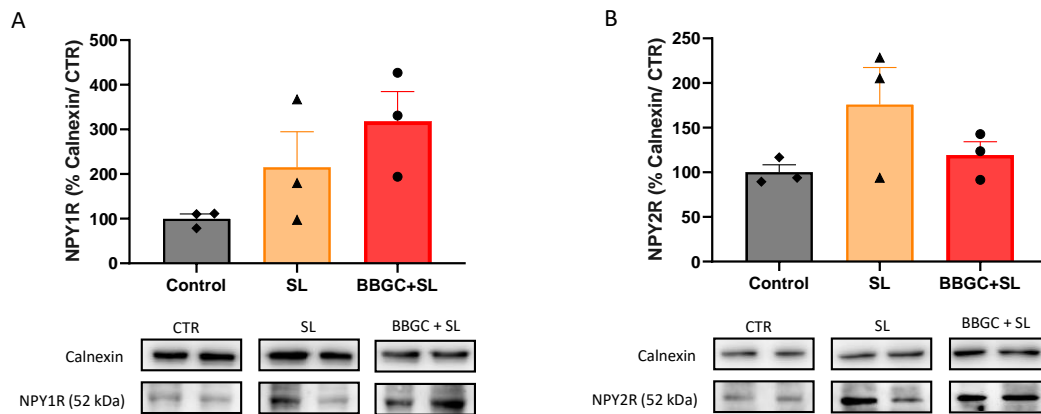 A
NPY1R (% Calnexin/ CTR)
500
400
300
200
100
0
Control SL BBGC+SL
CTR SL BBGC + SL
Calnexin
NPY1R (52 kDa)
B
NPY2R (% Calnexin/ CTR)
250
200
150
100
50
0
Control SL BBGC+SL
CTR SL BBGC + SL
Calnexin
NPY2R (52 kDa)